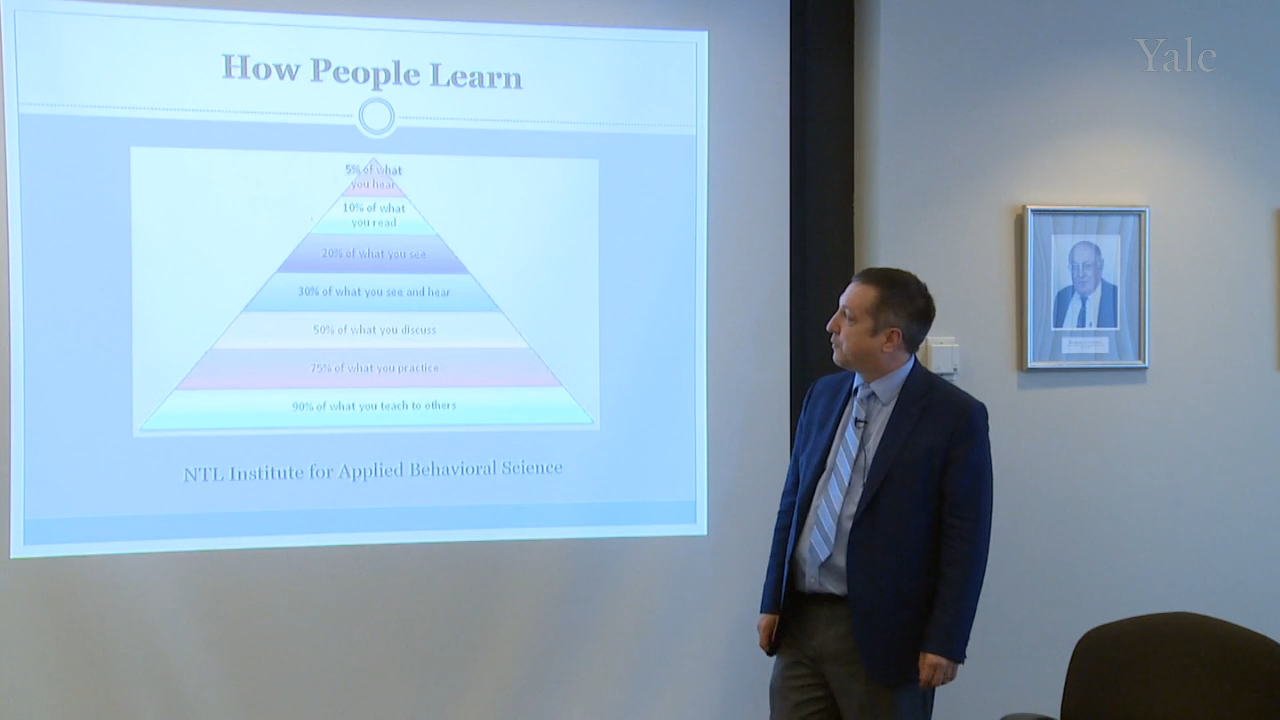 Yale
How People Learn
5% of what
you hear
10% of what
you read
20% of what you see
30% of what you see and hear
50% of what you discuss
75% of what you practice
90% of what you teach to others
NTL Institute for Applied Behavioral Science